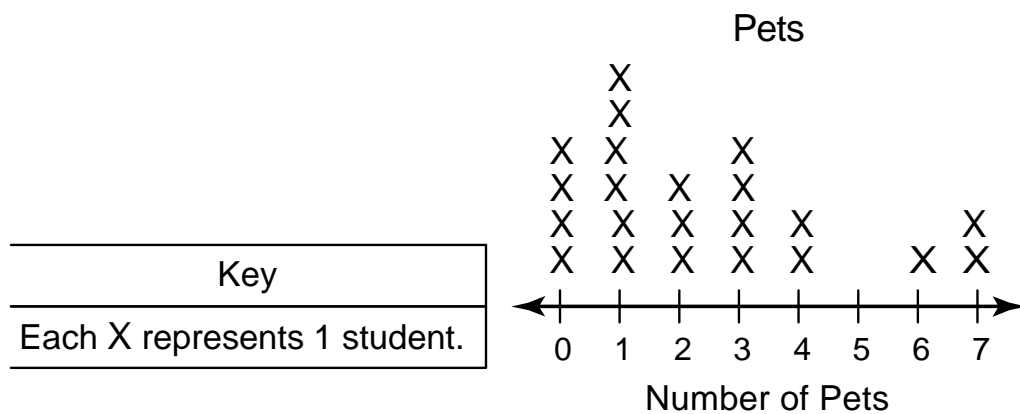 Pets
X
X
X X X
X X X X
X X X X X X
X X X X X X X
0 1 2 3 4 5 6 7
Number of Pets
Key
Each X represents 1 student.